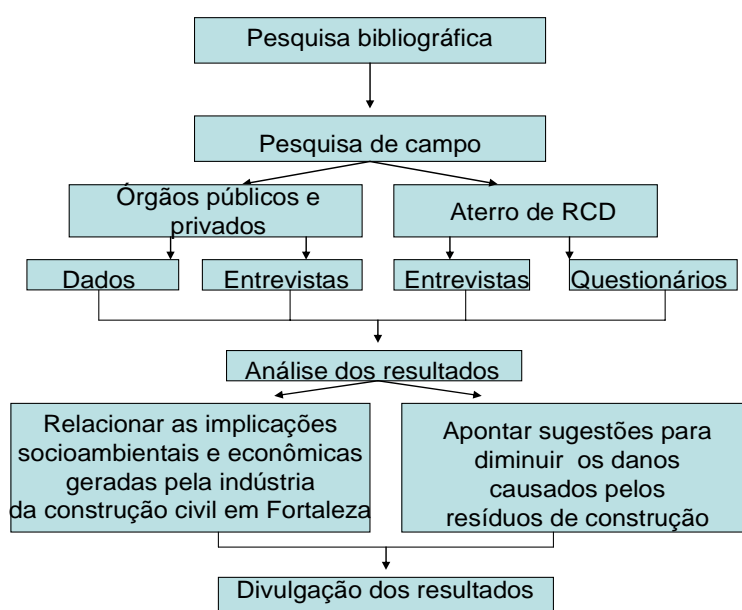 Pesquisa bibliográfica
Pesquisa de campo
Órgãos públicos e
privados
Aterro de RCD
Dados
Entrevistas
Entrevistas
Questionários
Análise dos resultados
Relacionar as implicações
socioambientais e econômicas
geradas pela indústria
da construção civil em Fortaleza
Apontar sugestões para
diminuir os danos
causados pelos
resíduos de construção
Divulgação dos resultados